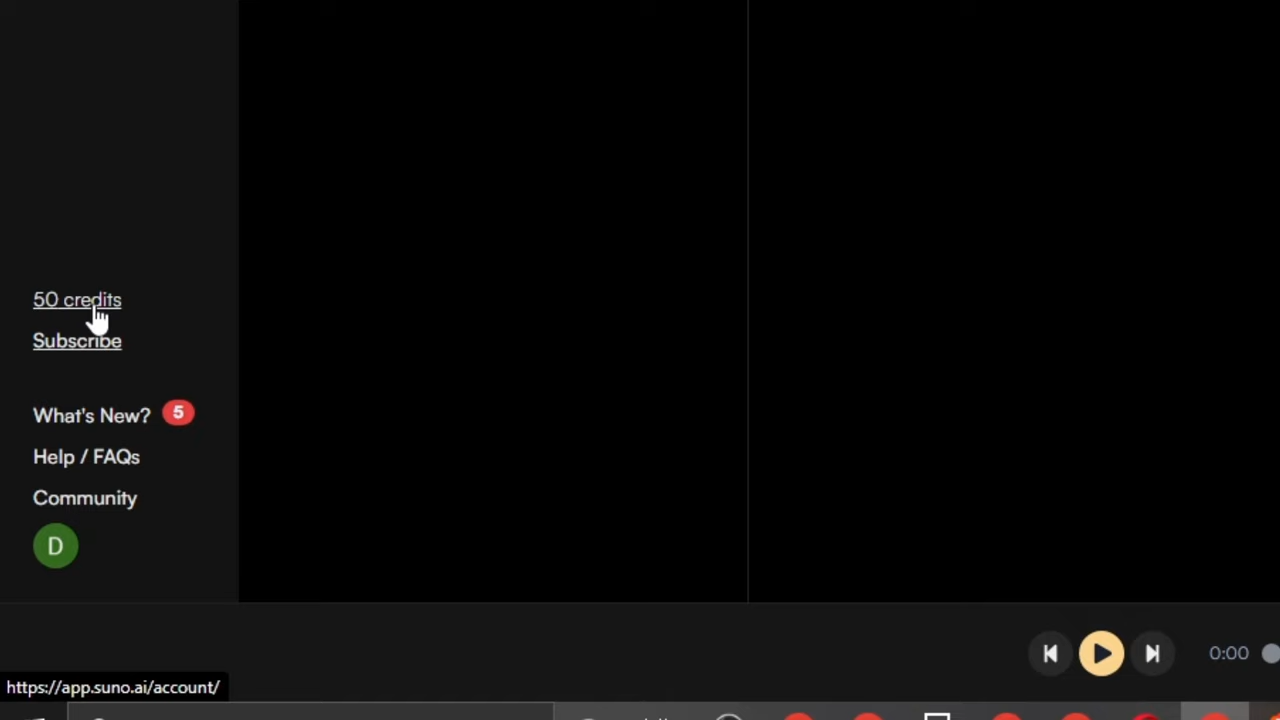 50 credits
Subscribe
What's New? 5
Help / FAQs
Community
D
0:00
https://app.suno.ai/account/